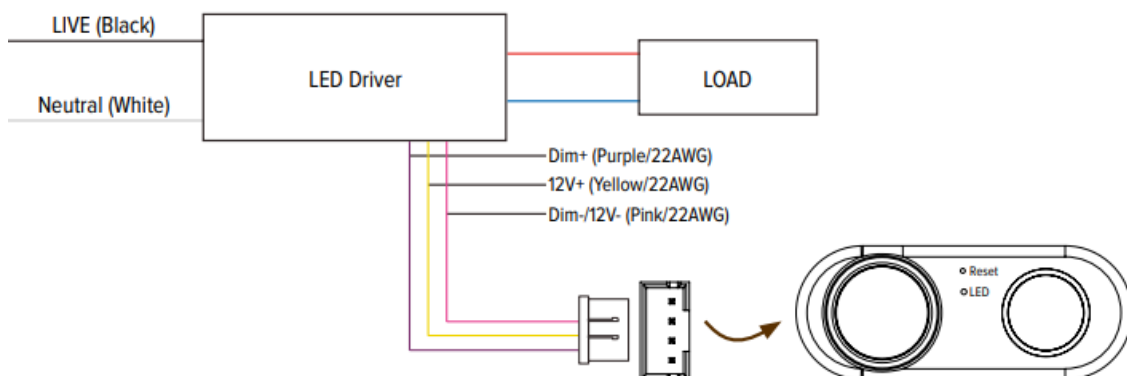 LIVE (Black)
LED Driver
LOAD
Neutral (White)
Dim+ (Purple/22AWG)
12V+ (Yellow/22AWG)
Dim-/12V- (Pink/22AWG)
Reset
LED